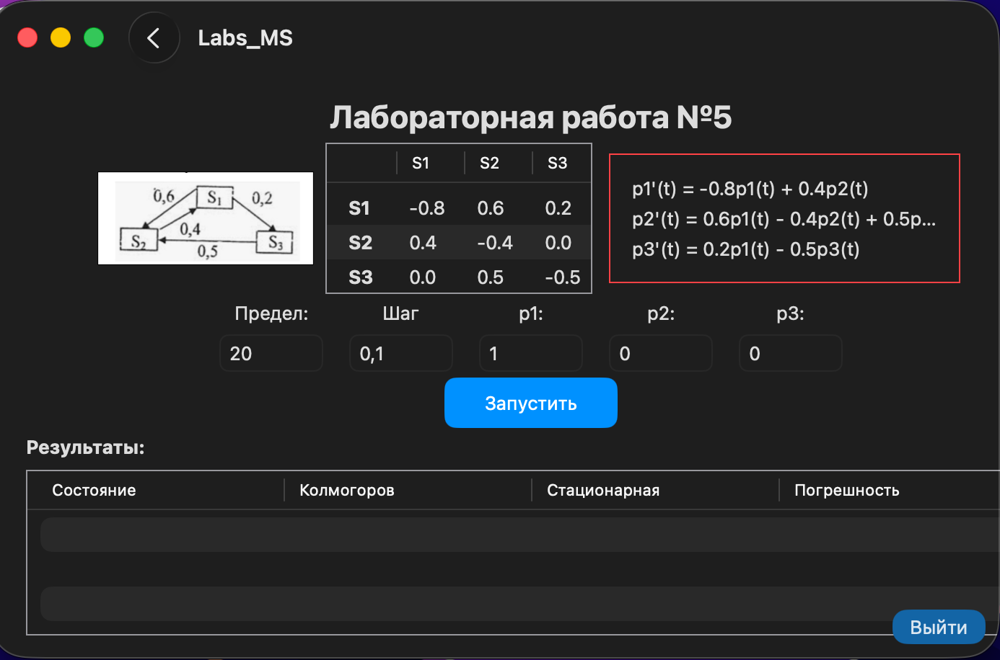 Labs_MS
Лабораторная работа №5
0,6
S1
0,2
S2
0,4
S3
0,5
S1 S2 S3
S1 -0.8 0.6 0.2
S2 0.4 -0.4 0.0
S3 0.0 0.5 -0.5
p1'(t) = -0.8p1(t) + 0.4p2(t)
p2'(t) = 0.6p1(t) - 0.4p2(t) + 0.5p...
p3'(t) = 0.2p1(t) - 0.5p3(t)
Предел: Шаг p1: p2: p3:
20 0,1 1 0 0
Запустить
Результаты:
Состояние Колмогоров Стационарная Погрешность
Выйти